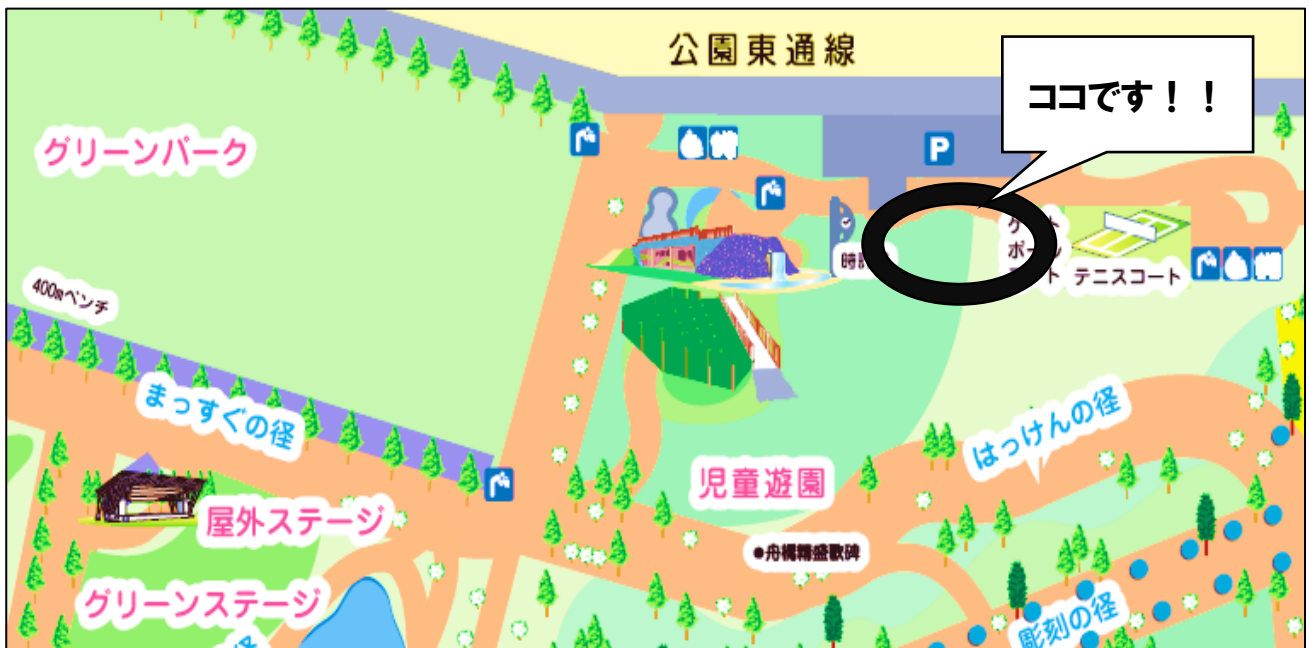 公園東通線
ココです！！
グリーンパーク
P
ボール
テニスコート
400mベンチ
まっすぐの径
はっけんの径
児童遊園
屋外ステージ
グリーンステージ
彫刻の径